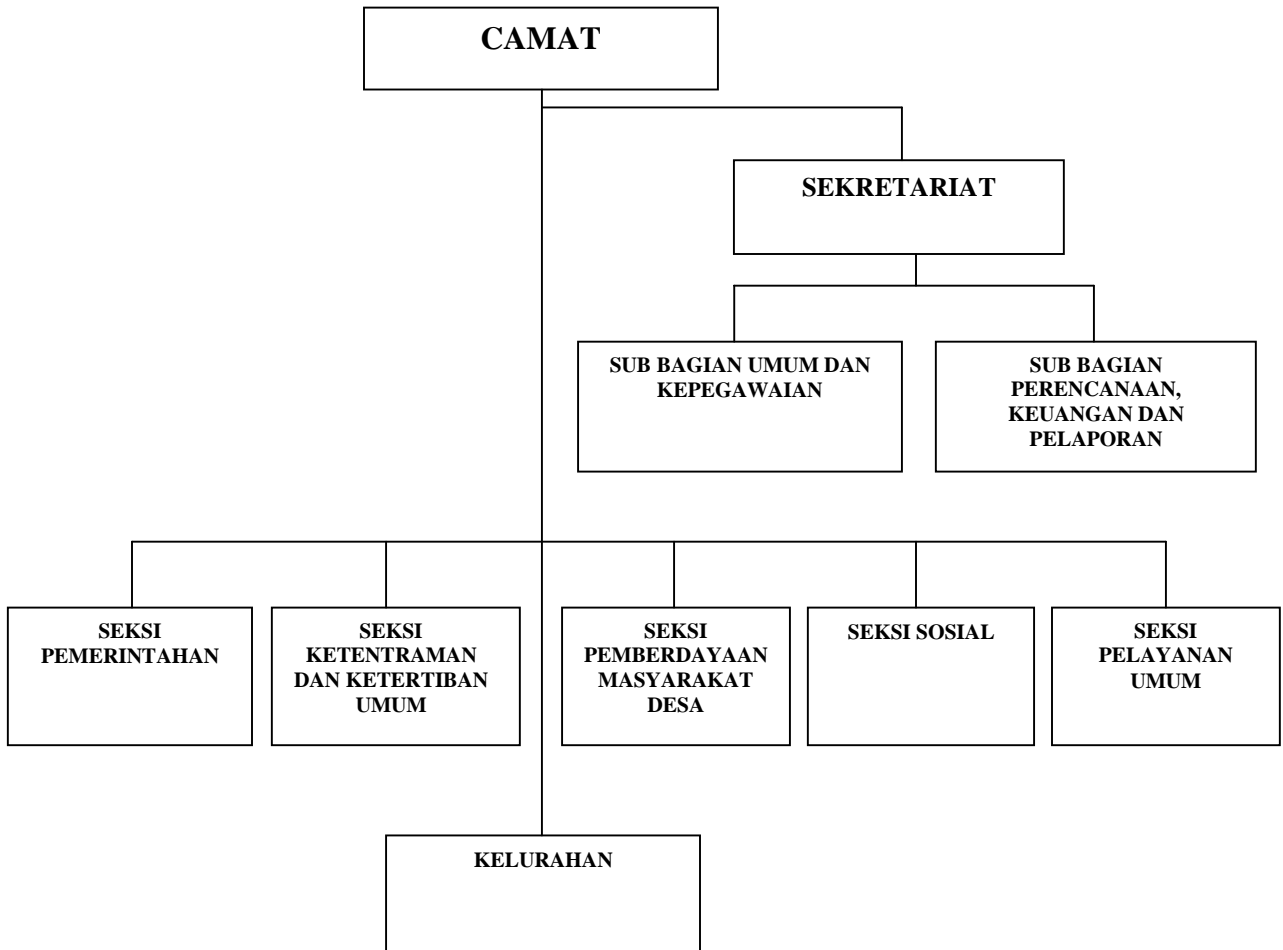 CAMAT
SEKRETARIAT
SUB BAGIAN UMUM DAN
KEPEGAWAIAN
SUB BAGIAN
PERENCANAAN,
KEUANGAN DAN
PELAPORAN
SEKSI
PEMERINTAHAN
SEKSI
KETENTRAMAN
DAN KETERTIBAN
UMUM
SEKSI
PEMBERDAYAAN
MASYARAKAT
DESA
SEKSI SOSIAL
SEKSI
PELAYANAN
UMUM
KELURAHAN